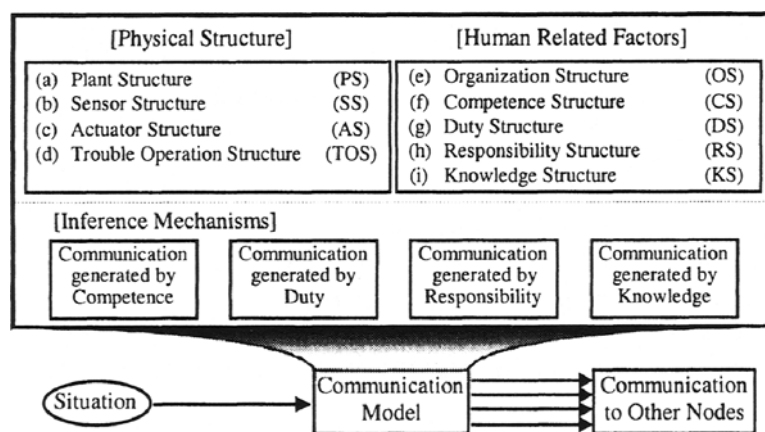 [Physical Structure]
(a) Plant Structure (PS)
(b) Sensor Structure (SS)
(c) Actuator Structure (AS)
(d) Trouble Operation Structure (TOS)
[Human Related Factors]
(e) Organization Structure (OS)
(f) Competence Structure (CS)
(g) Duty Structure (DS)
(h) Responsibility Structure (RS)
(i) Knowledge Structure (KS)
[Inference Mechanisms]
Communication
generated by
Competence
Communication
generated by
Duty
Communication
generated by
Responsibility
Communication
generated by
Knowledge
Situation
Communication
Model
Communication
to Other Nodes